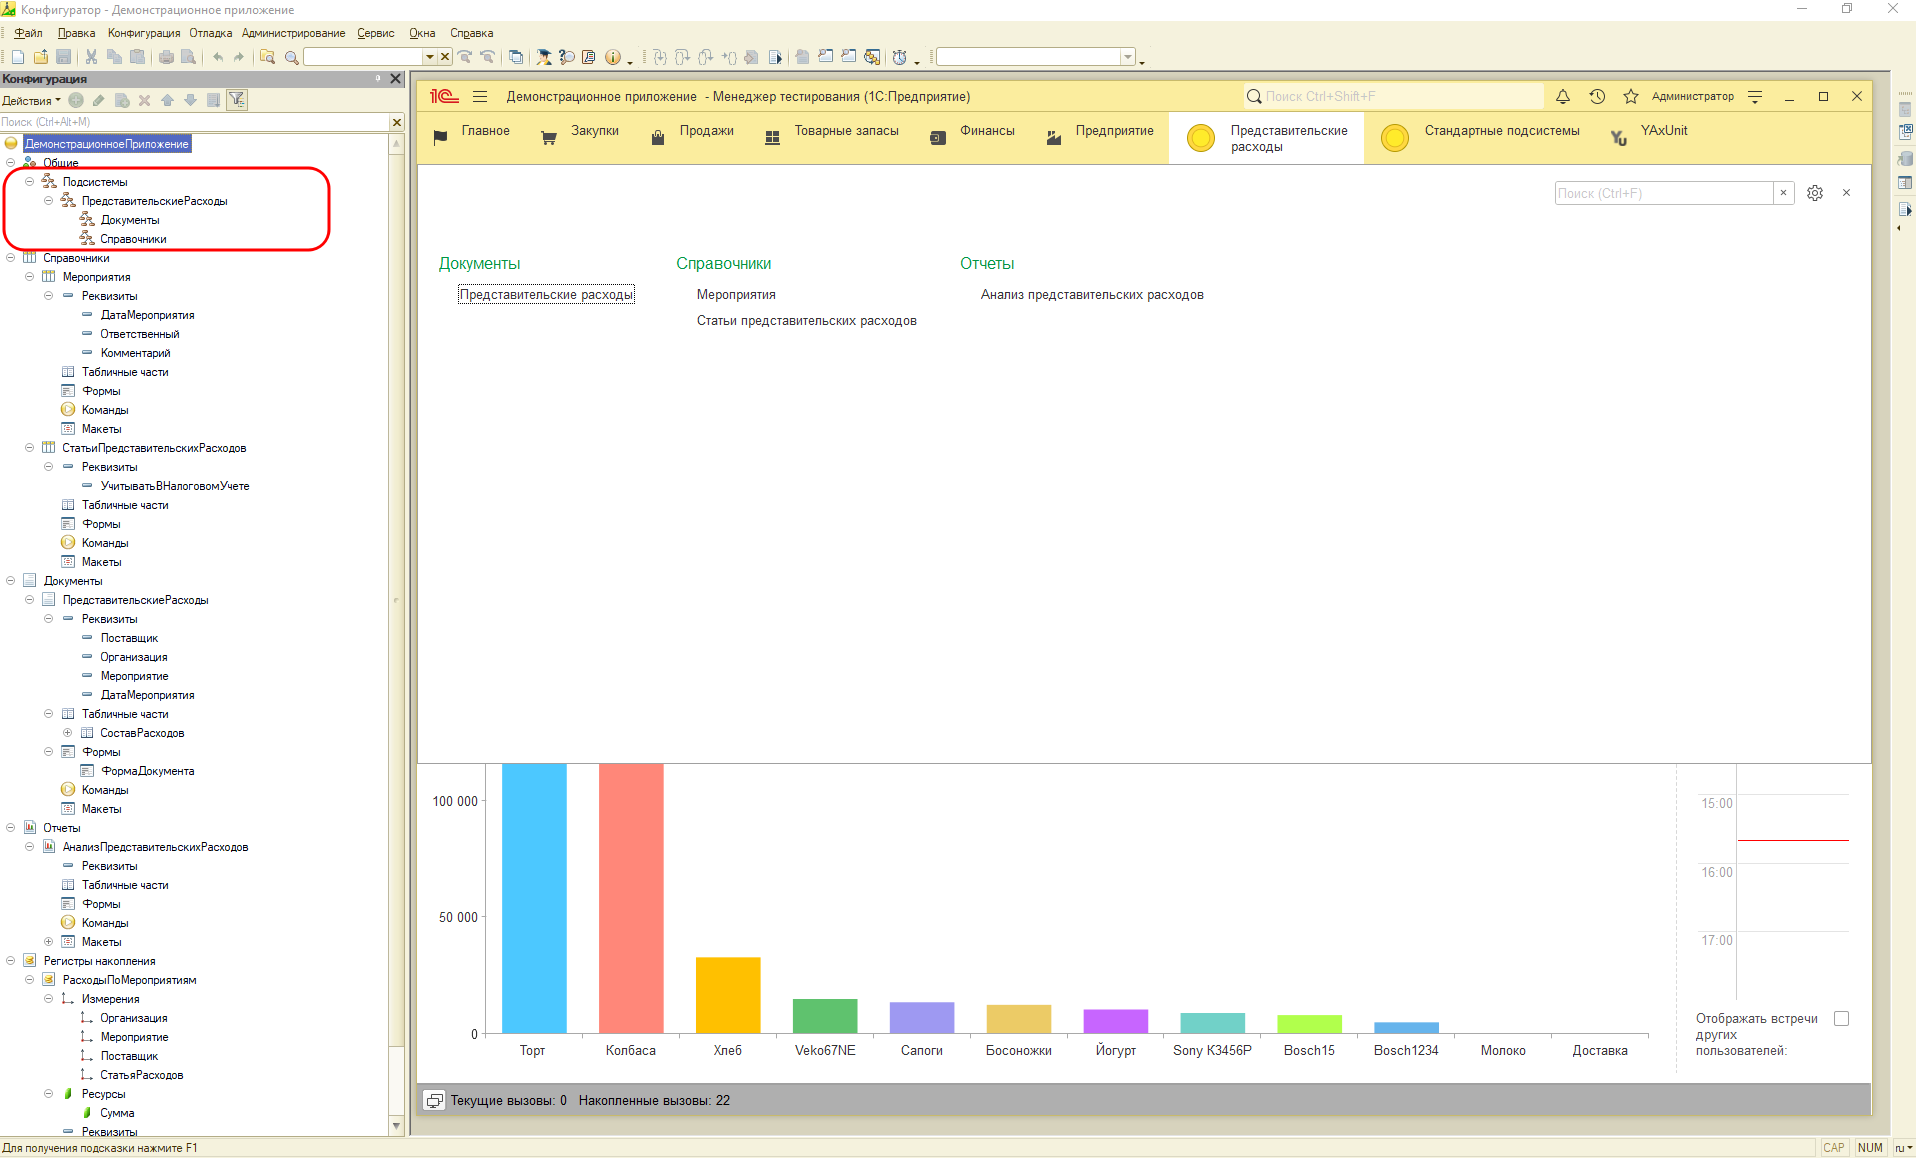 Конфигуратор - Демонстрационное приложение
Файл Правка Конфигурация Отладка Администрирование Сервис Окна Справка
Конфигурация
Действия
Поиск (Ctrl+Alt+M)
ДемонстрационноеПриложение
Общие
Подсистемы
ПредставительскиеРасходы
Документы
Справочники
Справочники
Мероприятия
Реквизиты
ДатаМероприятия
Ответственный
Комментарий
Табличные части
Формы
Команды
Макеты
СтатьиПредставительскихРасходов
Реквизиты
УчитыватьВНалоговомУчете
Табличные части
Формы
Команды
Макеты
Документы
ПредставительскиеРасходы
Реквизиты
Поставщик
Организация
Мероприятие
ДатаМероприятия
Табличные части
СоставРасходов
Формы
ФормаДокумента
Команды
Макеты
Отчеты
АнализПредставительскихРасходов
Реквизиты
Табличные части
Формы
Команды
Макеты
Регистры накопления
РасходыПоМероприятиям
Измерения
Организация
Мероприятие
Поставщик
СтатьяРасходов
Ресурсы
Сумма
Реквизиты
1С Демонстрационное приложение - Менеджер тестирования (1С:Предприятие)
Поиск Ctrl+Shift+F
Администратор
Главное Закупки Продажи Товарные запасы Финансы Предприятие Представительские расходы Стандартные подсистемы YAxUnit
Поиск (Ctrl+F)
Документы
Представительские расходы
Справочники
Мероприятия
Статьи представительских расходов
Отчеты
Анализ представительских расходов
100 000
50 000
0
Торт Колбаса Хлеб Veko67NE Сапоги Босоножки Йогурт Sony K3456P Bosch15 Bosch1234 Молоко Доставка
15:00
16:00
17:00
Отображать встречи
других
пользователей:
Текущие вызовы: 0 Накопленные вызовы: 22
Для получения подсказки нажмите F1
CAP NUM ru